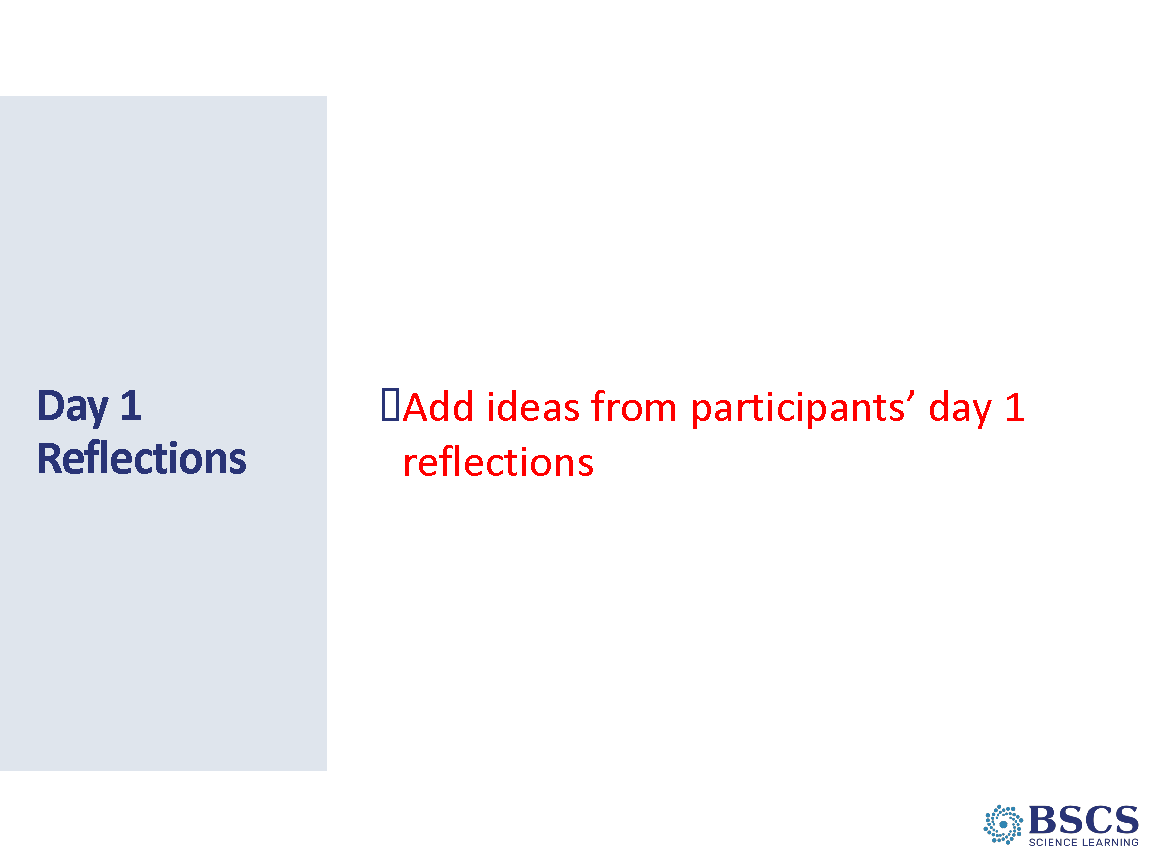 Day 1
Reflections
Add ideas from participants’ day 1
reflections
BSCS
SCIENCE LEARNING